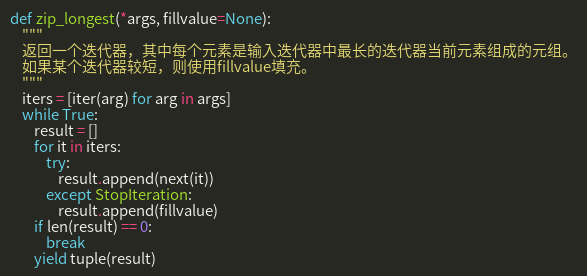 def zip_longest(*args, fillvalue=None):
    """
    返回一个迭代器，其中每个元素是输入迭代器中最长的迭代器当前元素组成的元组。
    如果某个迭代器较短，则使用fillvalue填充。
    """
    iters = [iter(arg) for arg in args]
    while True:
        result = []
        for it in iters:
            try:
                result.append(next(it))
            except StopIteration:
                result.append(fillvalue)
        if len(result) == 0:
            break
        yield tuple(result)